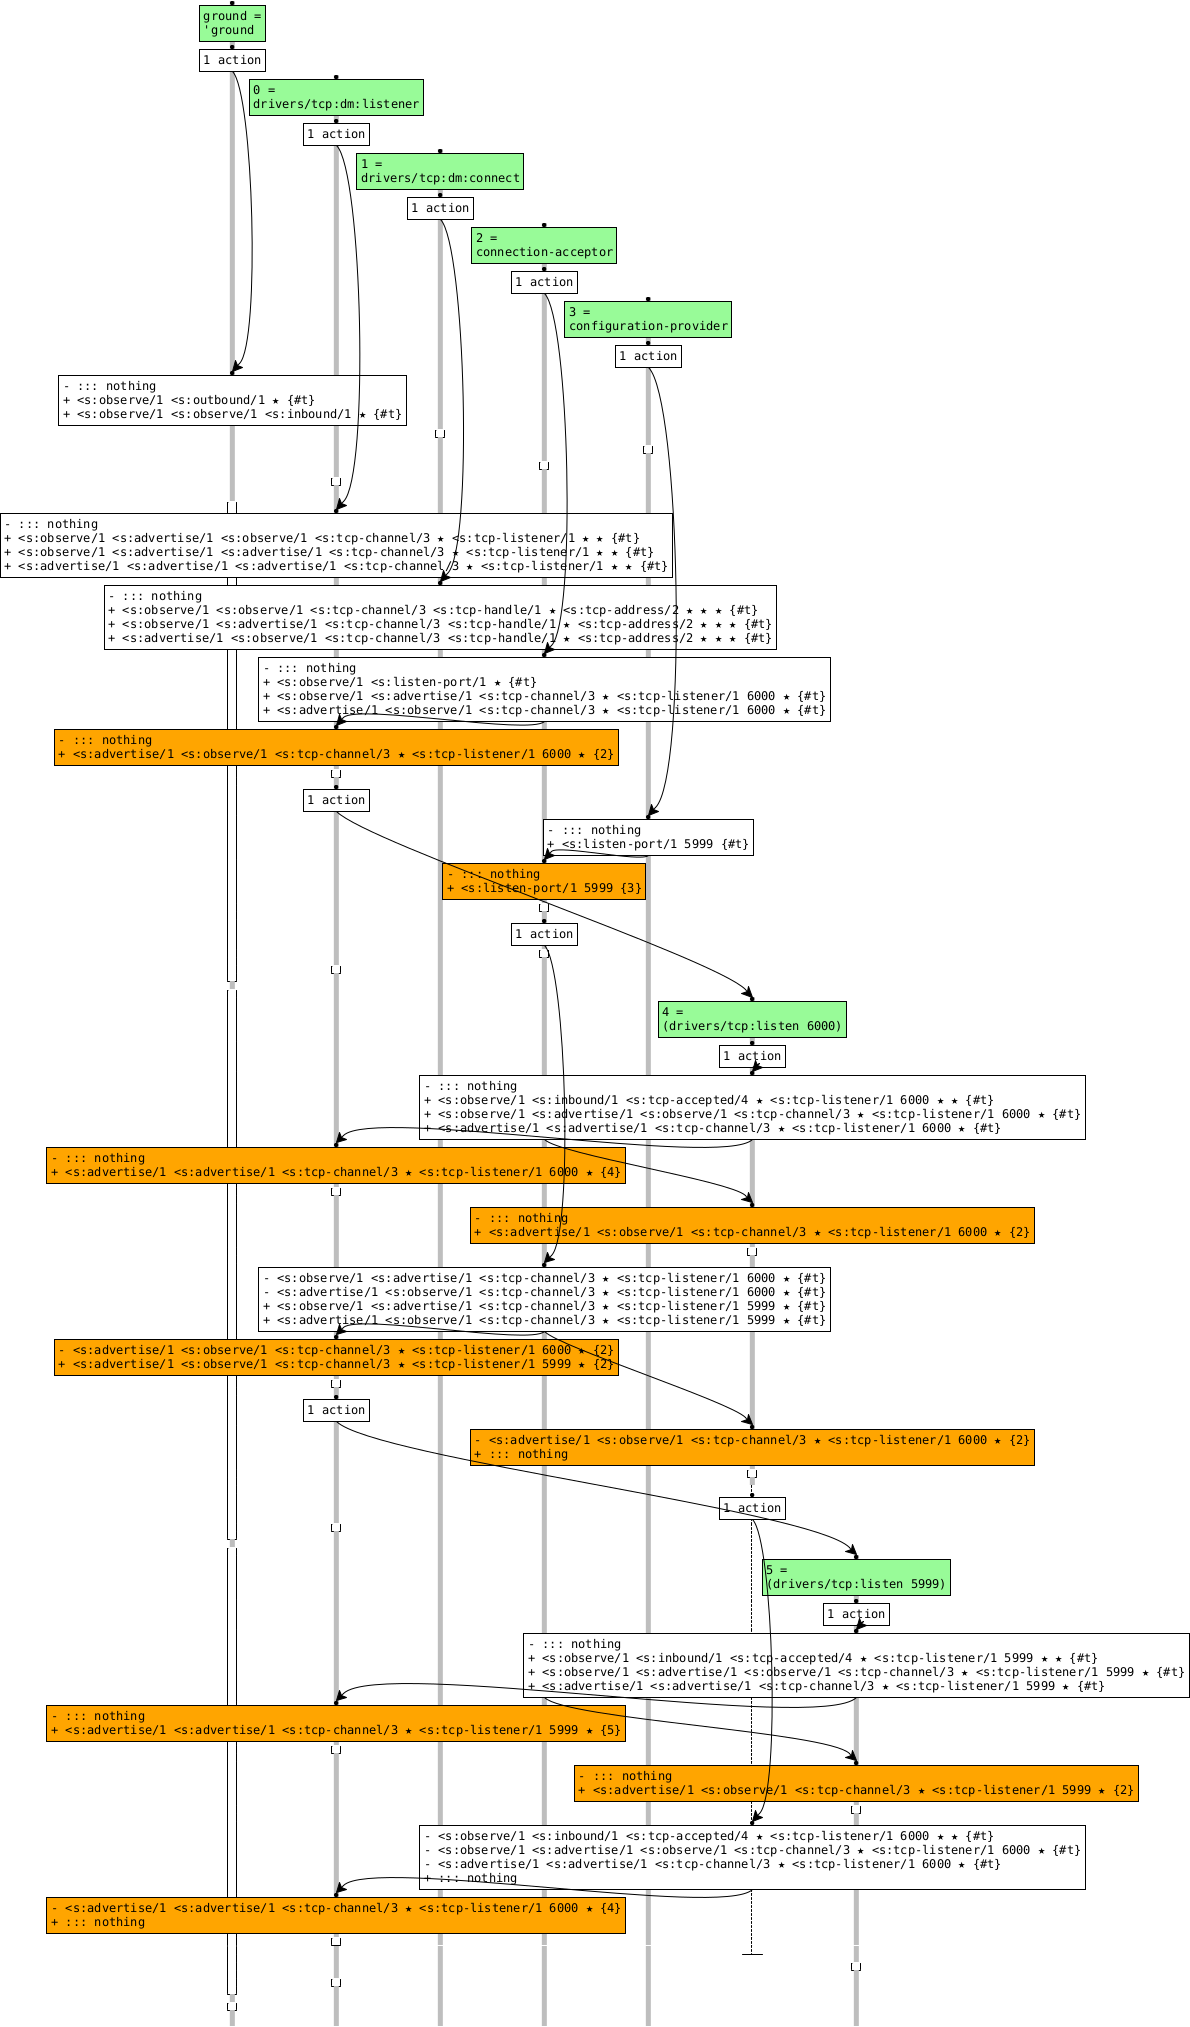 ground =
'ground
1 action
0 =
drivers/tcp:dm:listener
1 action
1 =
drivers/tcp:dm:connect
1 action
2 =
connection-acceptor
1 action
3 =
configuration-provider
1 action
- ::: nothing
+ <s:observe/1 <s:outbound/1 ★ {#t}
+ <s:observe/1 <s:observe/1 <s:inbound/1 ★ {#t}
- ::: nothing
+ <s:observe/1 <s:advertise/1 <s:observe/1 <s:tcp-channel/3 ★ <s:tcp-listener/1 ★ ★ {#t}
+ <s:observe/1 <s:advertise/1 <s:advertise/1 <s:tcp-channel/3 ★ <s:tcp-listener/1 ★ ★ {#t}
+ <s:advertise/1 <s:advertise/1 <s:advertise/1 <s:tcp-channel/3 ★ <s:tcp-listener/1 ★ ★ {#t}
- ::: nothing
+ <s:observe/1 <s:observe/1 <s:tcp-channel/3 <s:tcp-handle/1 ★ <s:tcp-address/2 ★ ★ ★ {#t}
+ <s:observe/1 <s:advertise/1 <s:tcp-channel/3 <s:tcp-handle/1 ★ <s:tcp-address/2 ★ ★ ★ {#t}
+ <s:advertise/1 <s:observe/1 <s:tcp-channel/3 <s:tcp-handle/1 ★ <s:tcp-address/2 ★ ★ ★ {#t}
- ::: nothing
+ <s:observe/1 <s:listen-port/1 ★ {#t}
+ <s:observe/1 <s:advertise/1 <s:tcp-channel/3 ★ <s:tcp-listener/1 6000 ★ {#t}
+ <s:advertise/1 <s:observe/1 <s:tcp-channel/3 ★ <s:tcp-listener/1 6000 ★ {#t}
- ::: nothing
+ <s:advertise/1 <s:observe/1 <s:tcp-channel/3 ★ <s:tcp-listener/1 6000 ★ {2}
1 action
- ::: nothing
+ <s:listen-port/1 5999 {#t}
- ::: nothing
+ <s:listen-port/1 5999 {3}
1 action
4 =
(drivers/tcp:listen 6000)
1 action
- ::: nothing
+ <s:observe/1 <s:inbound/1 <s:tcp-accepted/4 ★ <s:tcp-listener/1 6000 ★ ★ {#t}
+ <s:observe/1 <s:advertise/1 <s:observe/1 <s:tcp-channel/3 ★ <s:tcp-listener/1 6000 ★ {#t}
+ <s:advertise/1 <s:advertise/1 <s:tcp-channel/3 ★ <s:tcp-listener/1 6000 ★ {#t}
- ::: nothing
+ <s:advertise/1 <s:advertise/1 <s:tcp-channel/3 ★ <s:tcp-listener/1 6000 ★ {4}
- ::: nothing
+ <s:advertise/1 <s:observe/1 <s:tcp-channel/3 ★ <s:tcp-listener/1 6000 ★ {2}
- <s:observe/1 <s:advertise/1 <s:tcp-channel/3 ★ <s:tcp-listener/1 6000 ★ {#t}
- <s:advertise/1 <s:observe/1 <s:tcp-channel/3 ★ <s:tcp-listener/1 6000 ★ {#t}
+ <s:observe/1 <s:advertise/1 <s:tcp-channel/3 ★ <s:tcp-listener/1 5999 ★ {#t}
+ <s:advertise/1 <s:observe/1 <s:tcp-channel/3 ★ <s:tcp-listener/1 5999 ★ {#t}
- <s:advertise/1 <s:observe/1 <s:tcp-channel/3 ★ <s:tcp-listener/1 6000 ★ {2}
+ <s:advertise/1 <s:observe/1 <s:tcp-channel/3 ★ <s:tcp-listener/1 5999 ★ {2}
1 action
- <s:advertise/1 <s:observe/1 <s:tcp-channel/3 ★ <s:tcp-listener/1 6000 ★ {2}
+ ::: nothing
1 action
5 =
(drivers/tcp:listen 5999)
1 action
- ::: nothing
+ <s:observe/1 <s:inbound/1 <s:tcp-accepted/4 ★ <s:tcp-listener/1 5999 ★ ★ {#t}
+ <s:observe/1 <s:advertise/1 <s:observe/1 <s:tcp-channel/3 ★ <s:tcp-listener/1 5999 ★ {#t}
+ <s:advertise/1 <s:advertise/1 <s:tcp-channel/3 ★ <s:tcp-listener/1 5999 ★ {#t}
- ::: nothing
+ <s:advertise/1 <s:advertise/1 <s:tcp-channel/3 ★ <s:tcp-listener/1 5999 ★ {5}
- ::: nothing
+ <s:advertise/1 <s:observe/1 <s:tcp-channel/3 ★ <s:tcp-listener/1 5999 ★ {2}
- <s:observe/1 <s:inbound/1 <s:tcp-accepted/4 ★ <s:tcp-listener/1 6000 ★ ★ {#t}
- <s:observe/1 <s:advertise/1 <s:observe/1 <s:tcp-channel/3 ★ <s:tcp-listener/1 6000 ★ {#t}
- <s:advertise/1 <s:advertise/1 <s:tcp-channel/3 ★ <s:tcp-listener/1 6000 ★ {#t}
+ ::: nothing
- <s:advertise/1 <s:advertise/1 <s:tcp-channel/3 ★ <s:tcp-listener/1 6000 ★ {4}
+ ::: nothing